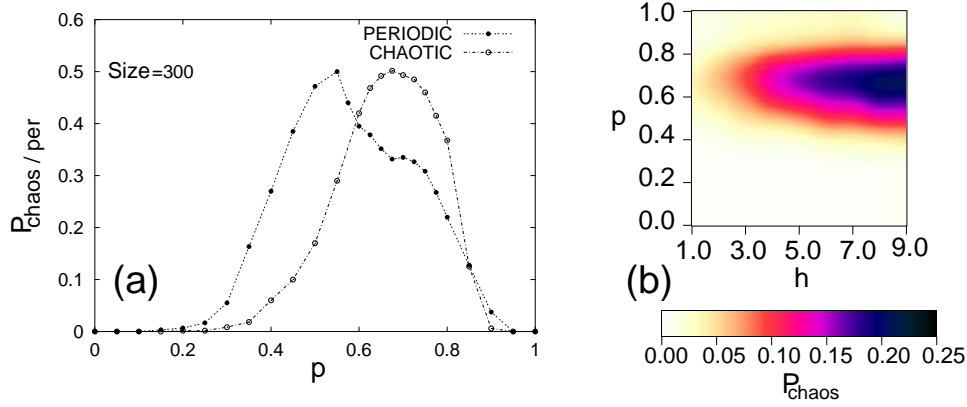 PERIODIC
CHAOTIC
Size=300
P chaos / per
0.6
0.5
0.4
0.3
0.2
0.1
0
0 0.2 0.4 0.6 0.8 1
p
(a)
1.0
0.8
0.6
0.4
0.2
0.0
p
1.0 3.0 5.0 7.0 9.0
h
(b)
0.00 0.05 0.10 0.15 0.20 0.25
P chaos